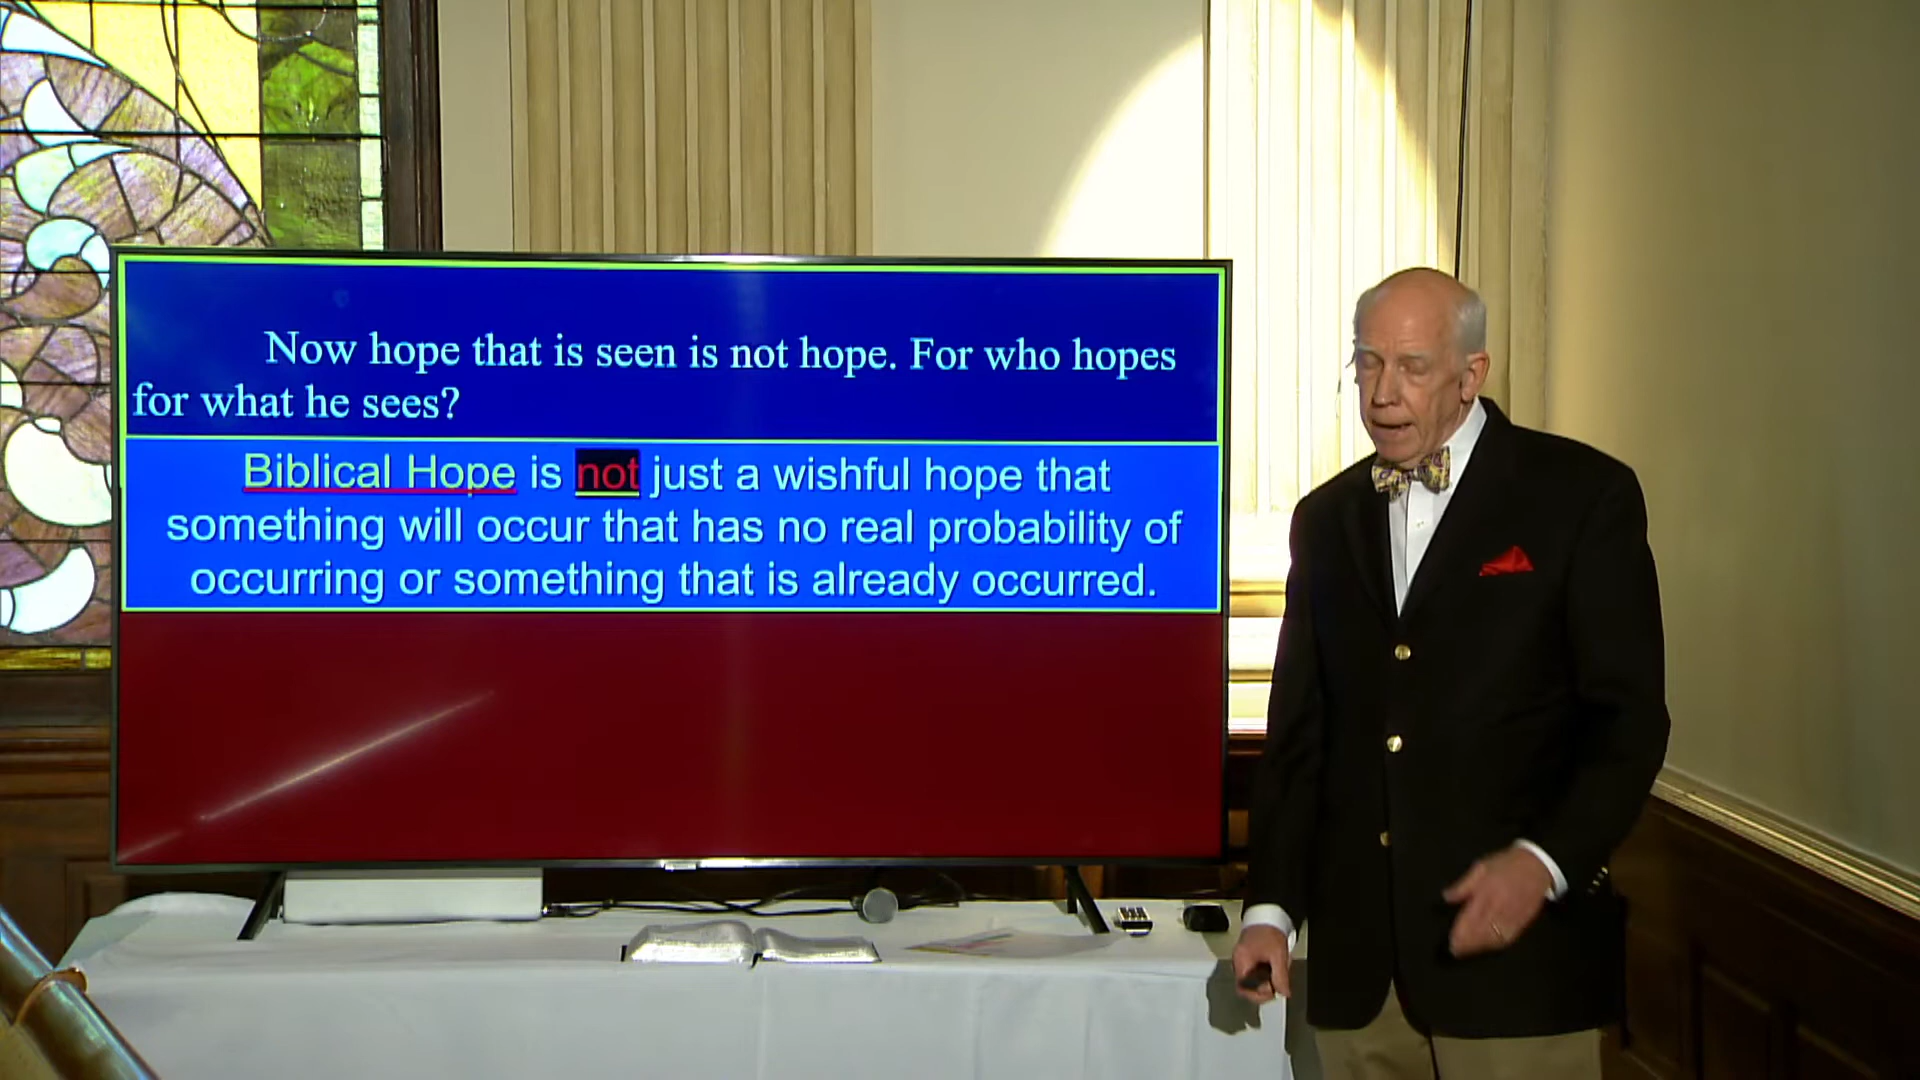 Now hope that is seen is not hope. For who hopes
for what he sees?
Biblical Hope is not just a wishful hope that
something will occur that has no real probability of
occurring or something that is already occurred.